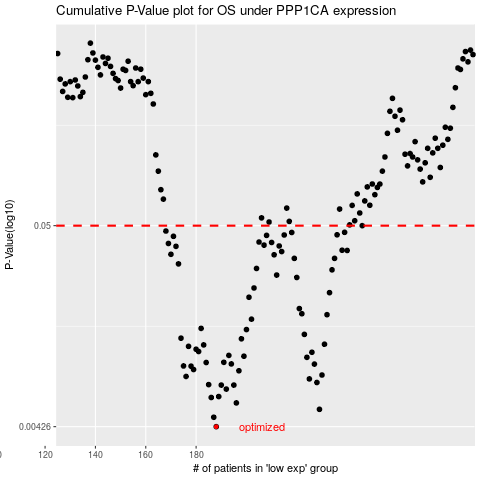 Cumulative P-Value plot for OS under PPP1CA expression
P-Value(log10)
0.05
0.00426
optimized
0 120 140 160 180
# of patients in 'low exp' group